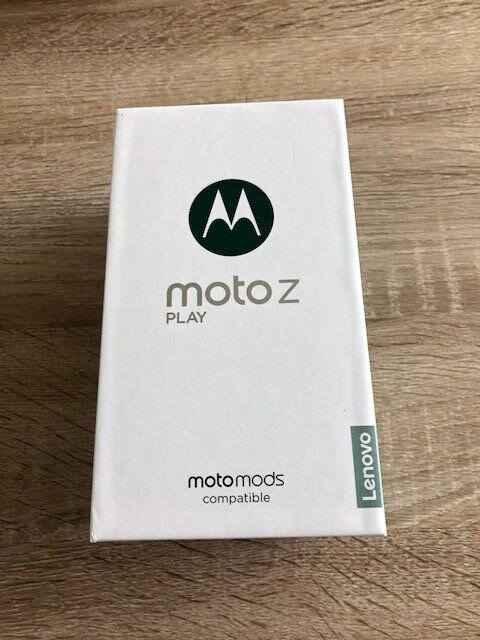 moto z
PLAY
motomods
compatible
Lenovo